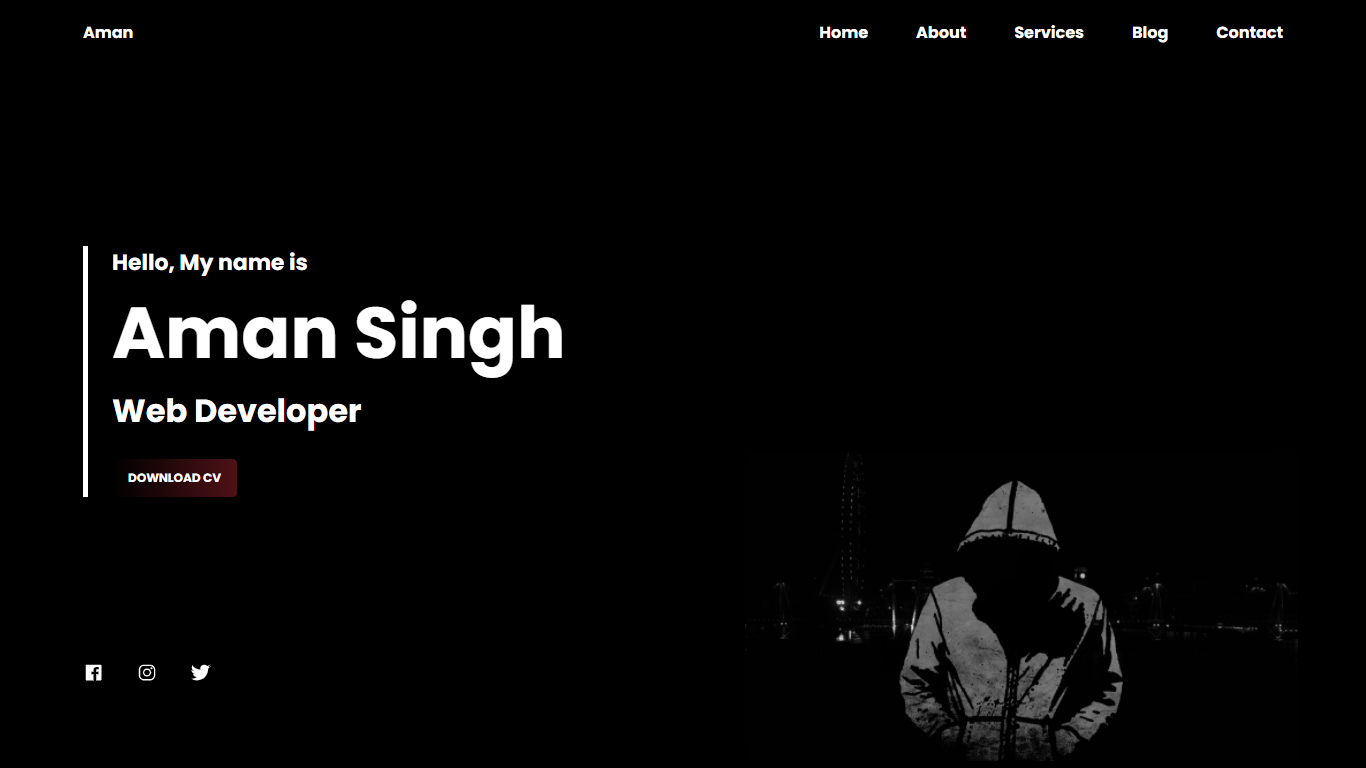 Aman
Home About Services Blog Contact
Hello, My name is
Aman Singh
Web Developer
DOWNLOAD CV